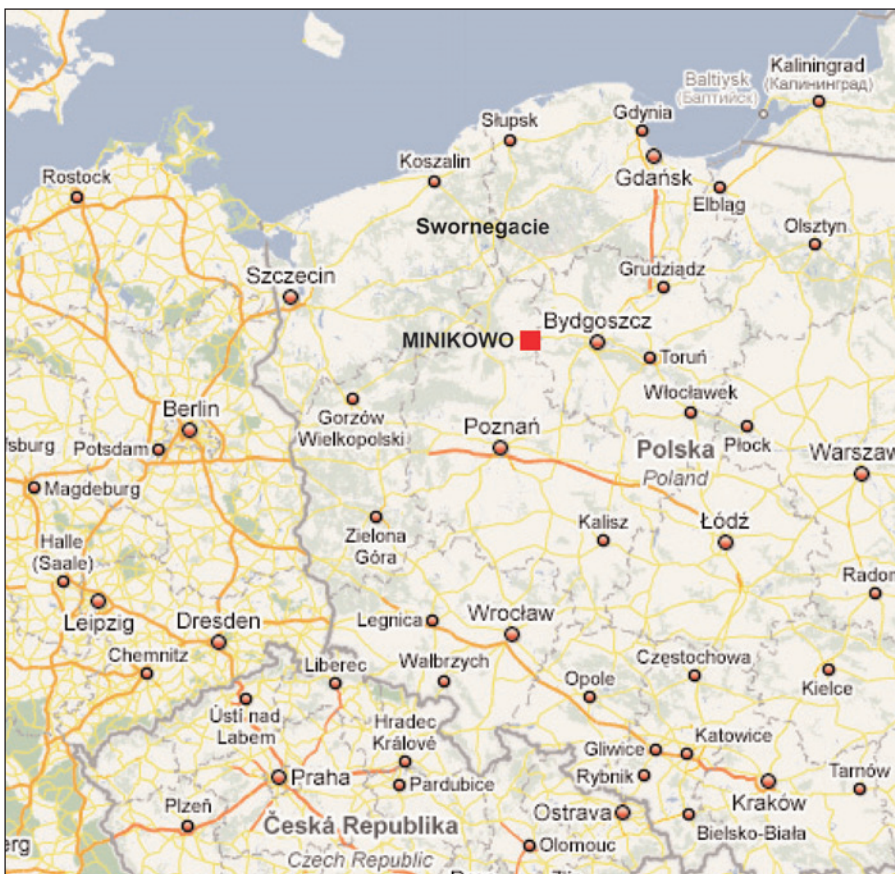 Kaliningrad
(Калининград)
Baltiysk
(Балтийск)
Gdynia
Słupsk
Koszalin
Gdańsk
Rostock
Elbląg
Swornegacie
Olsztyn
Szczecin
Grudziądz
MINIKOWO
Bydgoszcz
Toruń
Włocławek
Berlin
Gorzów
Wielkopolski
Poznań
Płock
Polska
Poland
Warszaw
fsburg
Potsdam
Magdeburg
Zielona
Góra
Kalisz
Łódź
Halle
(Saale)
Radom
Leipzig
Dresden
Legnica
Wrocław
Chemnitz
Liberec
Wałbrzych
Opole
Częstochowa
Kielce
Ústí nad
Labem
Hradec
Králové
Gliwice
Katowice
Praha
Pardubice
Rybnik
Kraków
Tarnów
Plzeň
Česká Republika
Czech Republic
Ostrava
Olomouc
Bielsko-Biała
erg